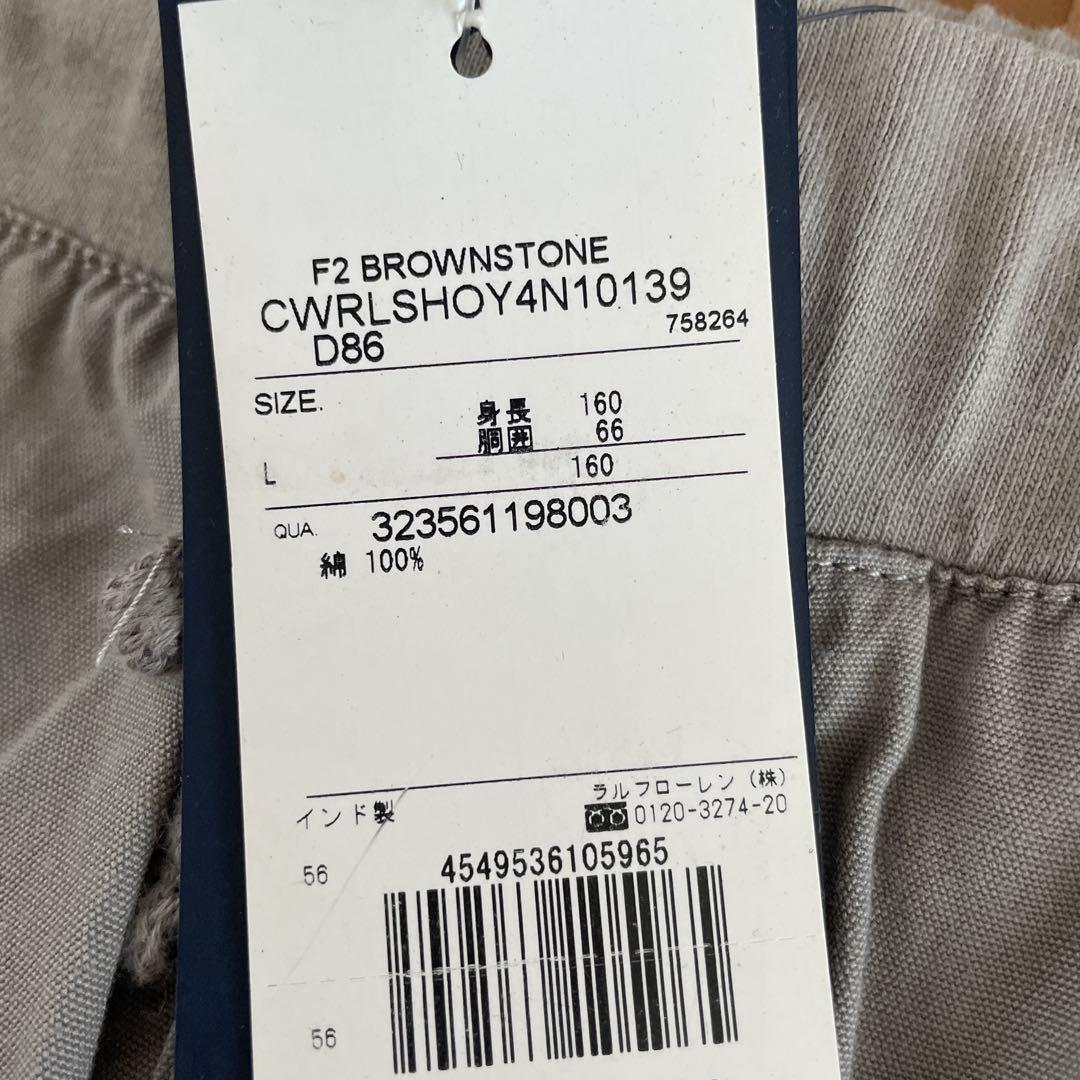 F2 BROWNSTONE
CWRLSHOY4N10139
D86 758264
SIZE.
身長 160
胴囲 66
L 160
QUA. 323561198003
綿 100%
ラルフローレン(株)
インド製 0120-3274-20
56 4549536105965
56